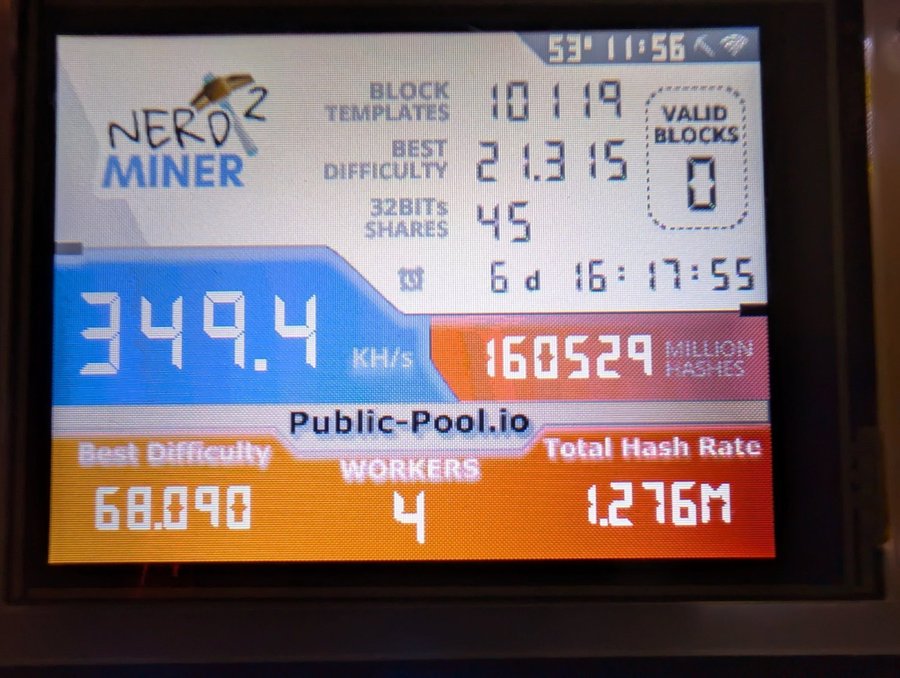 53° 11:56
NERD 2
MINER
BLOCK TEMPLATES 10119
BEST DIFFICULTY 21.315
32BITs SHARES 45
VALID BLOCKS
0
6 d 16:17:55
349.4 KH/s
160529 MILLION HASHES
Public-Pool.io
Best Difficulty
68.090
WORKERS
4
Total Hash Rate
1.276M